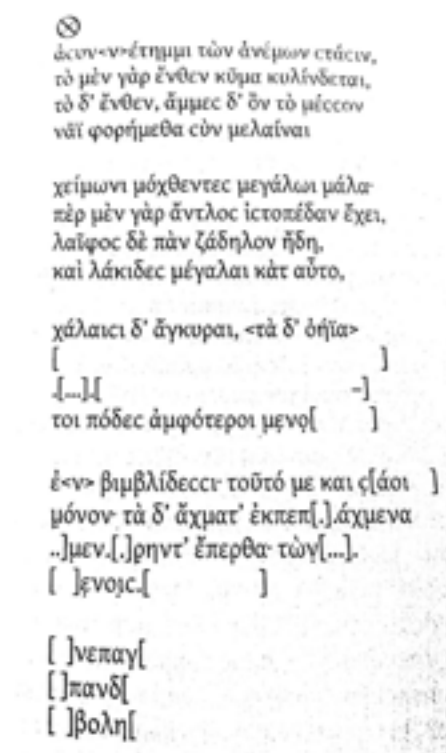 ἀσυν<ν>έτημμι τὼν ἀνέμων στάσιν,
τὸ μὲν γὰρ ἔνθεν κῦμα κυλίνδεται,
τὸ δ' ἔνθεν, ἄμμες δ' ὂν τὸ μέσσον
νᾶϊ φορήμεθα σὺν μελαίναι
χείμωνι μόχθεντες μεγάλωι μάλα·
πὲρ μὲν γὰρ ἄντλος ἰστοπέδαν ἔχει,
λαῖφος δὲ πὰν ζάδηλον ἤδη,
καὶ λάκιδες μέγαλαι κὰτ αὖτο,
χάλαισι δ' ἄγκυραι, <τὰ δ' ὀήϊα>
[ ]
.[...].[ –]
τοι πόδες ἀμφότεροι μενο[ ]
ἐ<ν> βιμβλίδεσσι· τοῦτό με και σ[άοι ]
μόνον· τὰ δ' ἄχματ' ἐκπεπ[.].άχμενα
..]μεν.[.]ρηντ' ἔπερθα· τὼν[...].
[ ]ενοις.[ ]
[ ]νεπαγ[
[ ]πανδ[
[ ]βολη[